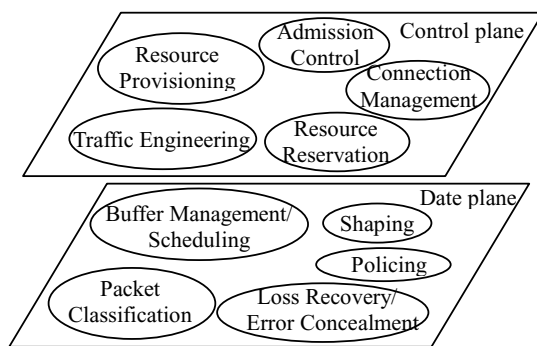 Control plane
Admission
Control
Resource
Provisioning
Connection
Management
Traffic Engineering
Resource
Reservation
Date plane
Buffer Management/
Scheduling
Shaping
Policing
Packet
Classification
Loss Recovery/
Error Concealment